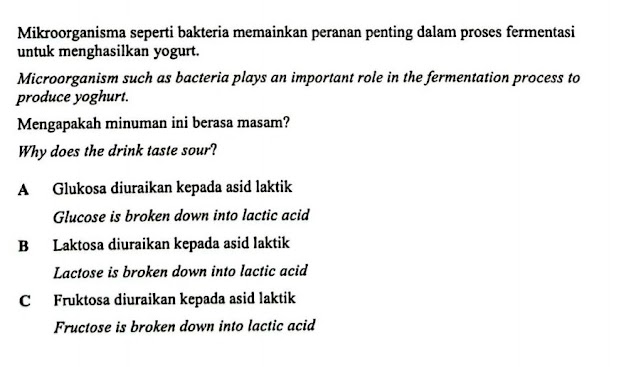 Mikroorganisma seperti bakteria memainkan peranan penting dalam proses fermentasi
untuk menghasilkan yogurt.
Microorganism such as bacteria plays an important role in the fermentation process to
produce yoghurt.
Mengapakah minuman ini berasa masam?
Why does the drink taste sour?
A Glukosa diuraikan kepada asid laktik
Glucose is broken down into lactic acid
B Laktosa diuraikan kepada asid laktik
Lactose is broken down into lactic acid
C Fruktosa diuraikan kepada asid laktik
Fructose is broken down into lactic acid